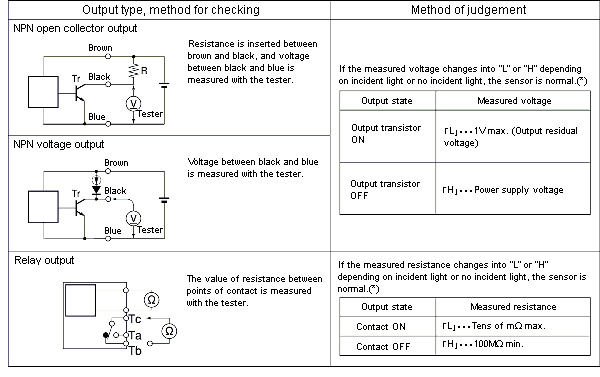 Output type, method for checking
Method of judgement
NPN open collector output
Brown
Tr
Black
R
V
Tester
Blue
Resistance is inserted between
brown and black, and voltage
between black and blue is
measured with the tester.
If the measured voltage changes into "L" or "H" depending
on incident light or no incident light, the sensor is normal.(*)
Output state
Measured voltage
Output transistor
ON
「L」・・・1V max. (Output residual
voltage)
Output transistor
OFF
「H」・・・Power supply voltage
NPN voltage output
Brown
Tr
Black
V
Blue
Tester
Voltage between black and blue
is measured with the tester.
Relay output
Ω
Tc
Ta
Ω
Tb
The value of resistance between
points of contact is measured
with the tester.
If the measured resistance changes into "L" or "H"
depending on incident light or no incident light, the sensor is
normal.(*)
Output state
Measured resistance
Contact ON
「L」・・・Tens of mΩ max.
Contact OFF
「H」・・・100MΩ min.